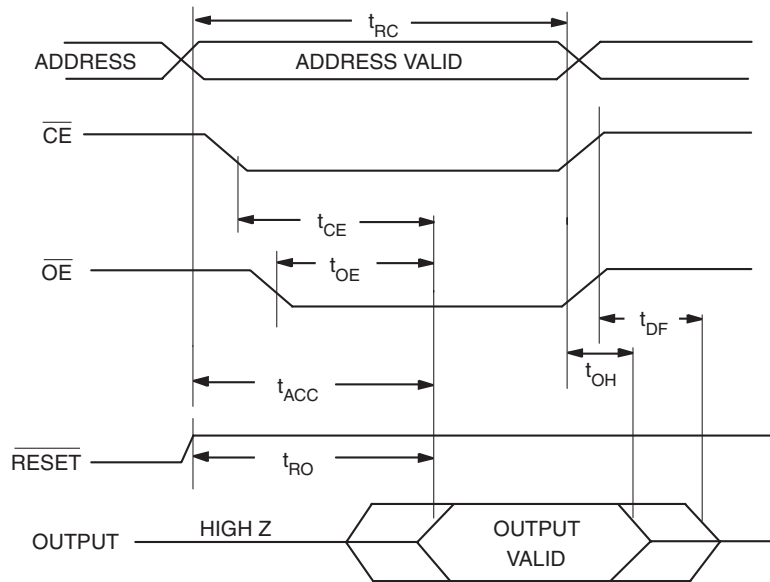 tRC
ADDRESS
ADDRESS VALID
CE
tCE
OE
tOE
tDF
tOH
tACC
RESET
tRO
OUTPUT
HIGH Z
OUTPUT
VALID